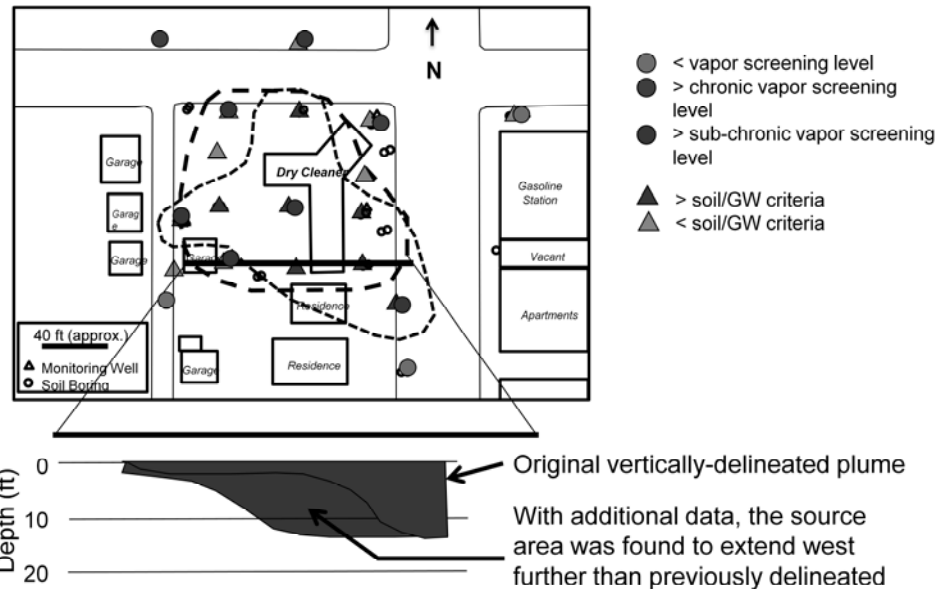 N
< vapor screening level
> chronic vapor screening
level
> sub-chronic vapor screening
level
> soil/GW criteria
< soil/GW criteria
Garage
Garag
e
Garage
Dry Cleaner
Garage
Gasoline
Station
Vacant
Apartments
Residence
Residence
Garage
40 ft (approx.)
Monitoring Well
Soil Boring
Depth (ft)
0
10
20
Original vertically-delineated plume
With additional data, the source
area was found to extend west
further than previously delineated